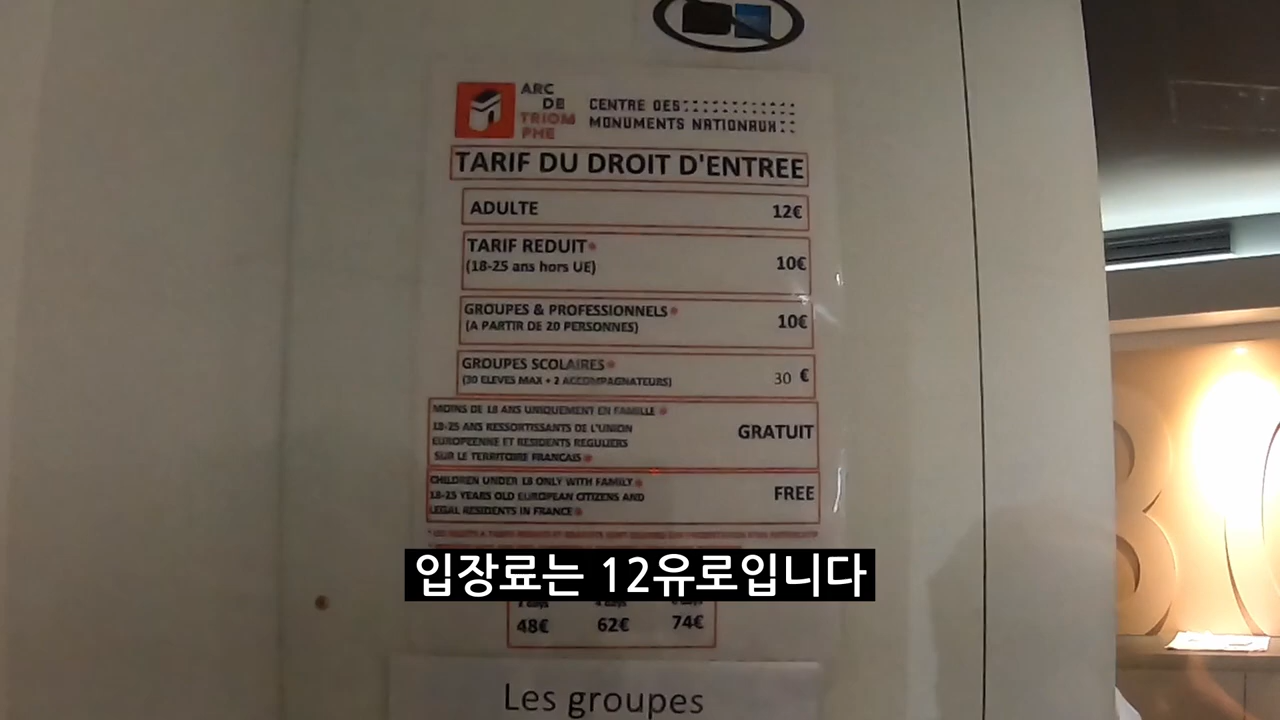 ARC
DE
TRIOM
PHE
CENTRE DES
MONUMENTS NATIONAUX
TARIF DU DROIT D'ENTREE
ADULTE 12€
TARIF REDUIT*
(18-25 ans hors UE) 10€
GROUPES & PROFESSIONNELS*
(A PARTIR DE 20 PERSONNES) 10€
GROUPES SCOLAIRES*
(30 ELEVES MAX + 2 ACCOMPAGNATEURS) 30 €
MOINS DE 18 ANS UNIQUEMENT EN FAMILLE *
18-25 ANS RESSORTISSANTS DE L'UNION
EUROPEENNE ET RESIDENTS REGULIERS
SUR LE TERRITOIRE FRANCAIS *
GRATUIT
CHILDREN UNDER 18 ONLY WITH FAMILY *
18-25 YEARS OLD EUROPEAN CITIZENS AND
LEGAL RESIDENTS IN FRANCE *
FREE
입장료는 12유로입니다
48€ 62€ 74€
Les groupes